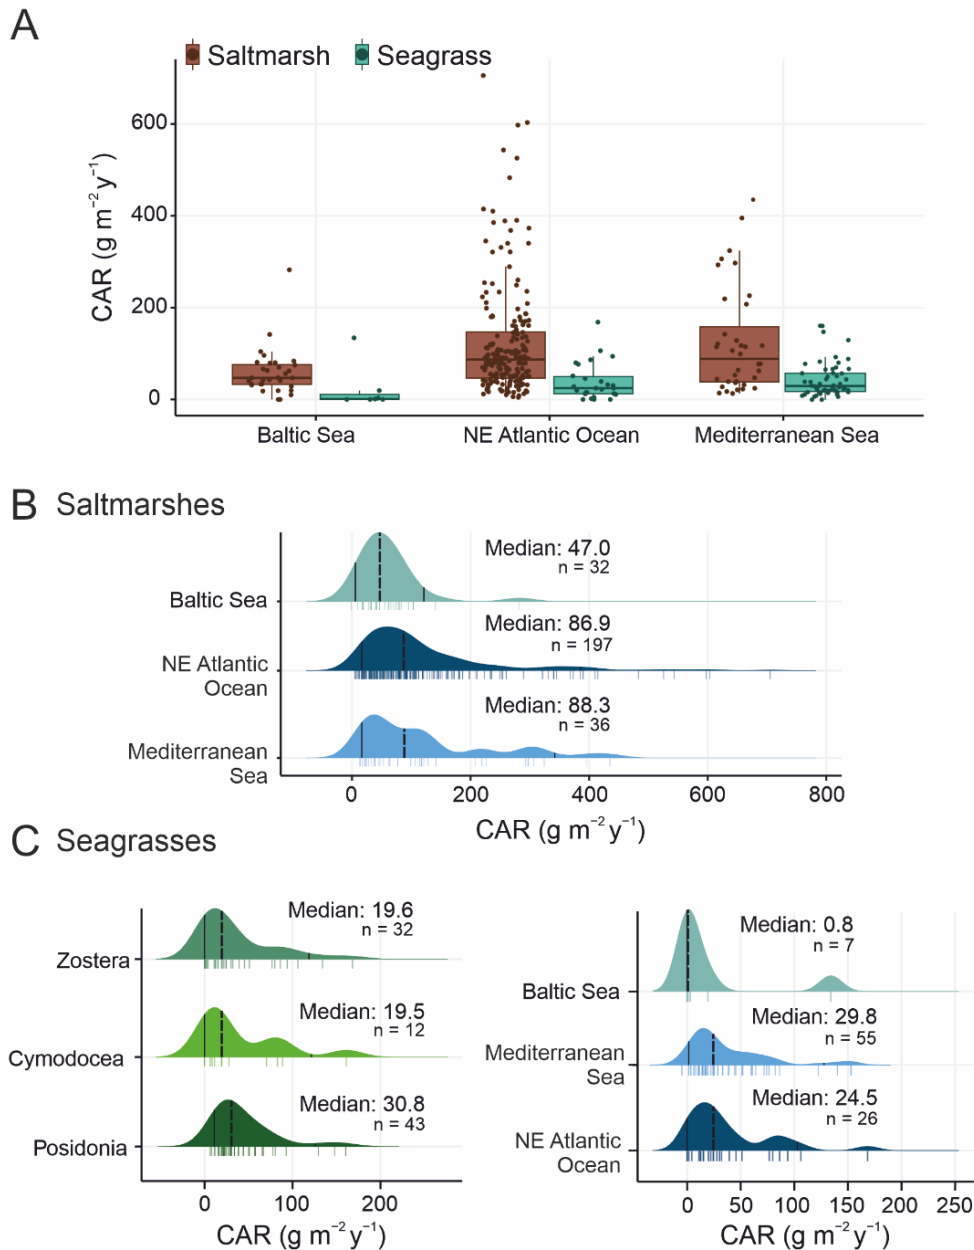 A
Saltmarsh Seagrass
CAR (g m⁻² y⁻¹)
600
400
200
0
Baltic Sea NE Atlantic Ocean Mediterranean Sea
B Saltmarshes
Median: 47.0
n = 32
Baltic Sea
Median: 86.9
n = 197
NE Atlantic
Ocean
Median: 88.3
n = 36
Mediterranean
Sea
0 200 400 600 800
CAR (g m⁻² y⁻¹)
C Seagrasses
Median: 19.6
n = 32
Zostera
Median: 19.5
n = 12
Cymodocea
Median: 30.8
n = 43
Posidonia
0 100 200
CAR (g m⁻² y⁻¹)
Median: 0.8
n = 7
Baltic Sea
Median: 29.8
n = 55
Mediterranean
Sea
Median: 24.5
n = 26
NE Atlantic
Ocean
0 50 100 150 200 250
CAR (g m⁻² y⁻¹)